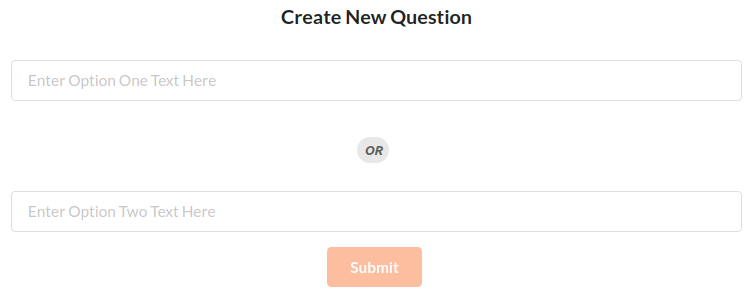 Create New Question
Enter Option One Text Here
OR
Enter Option Two Text Here
Submit